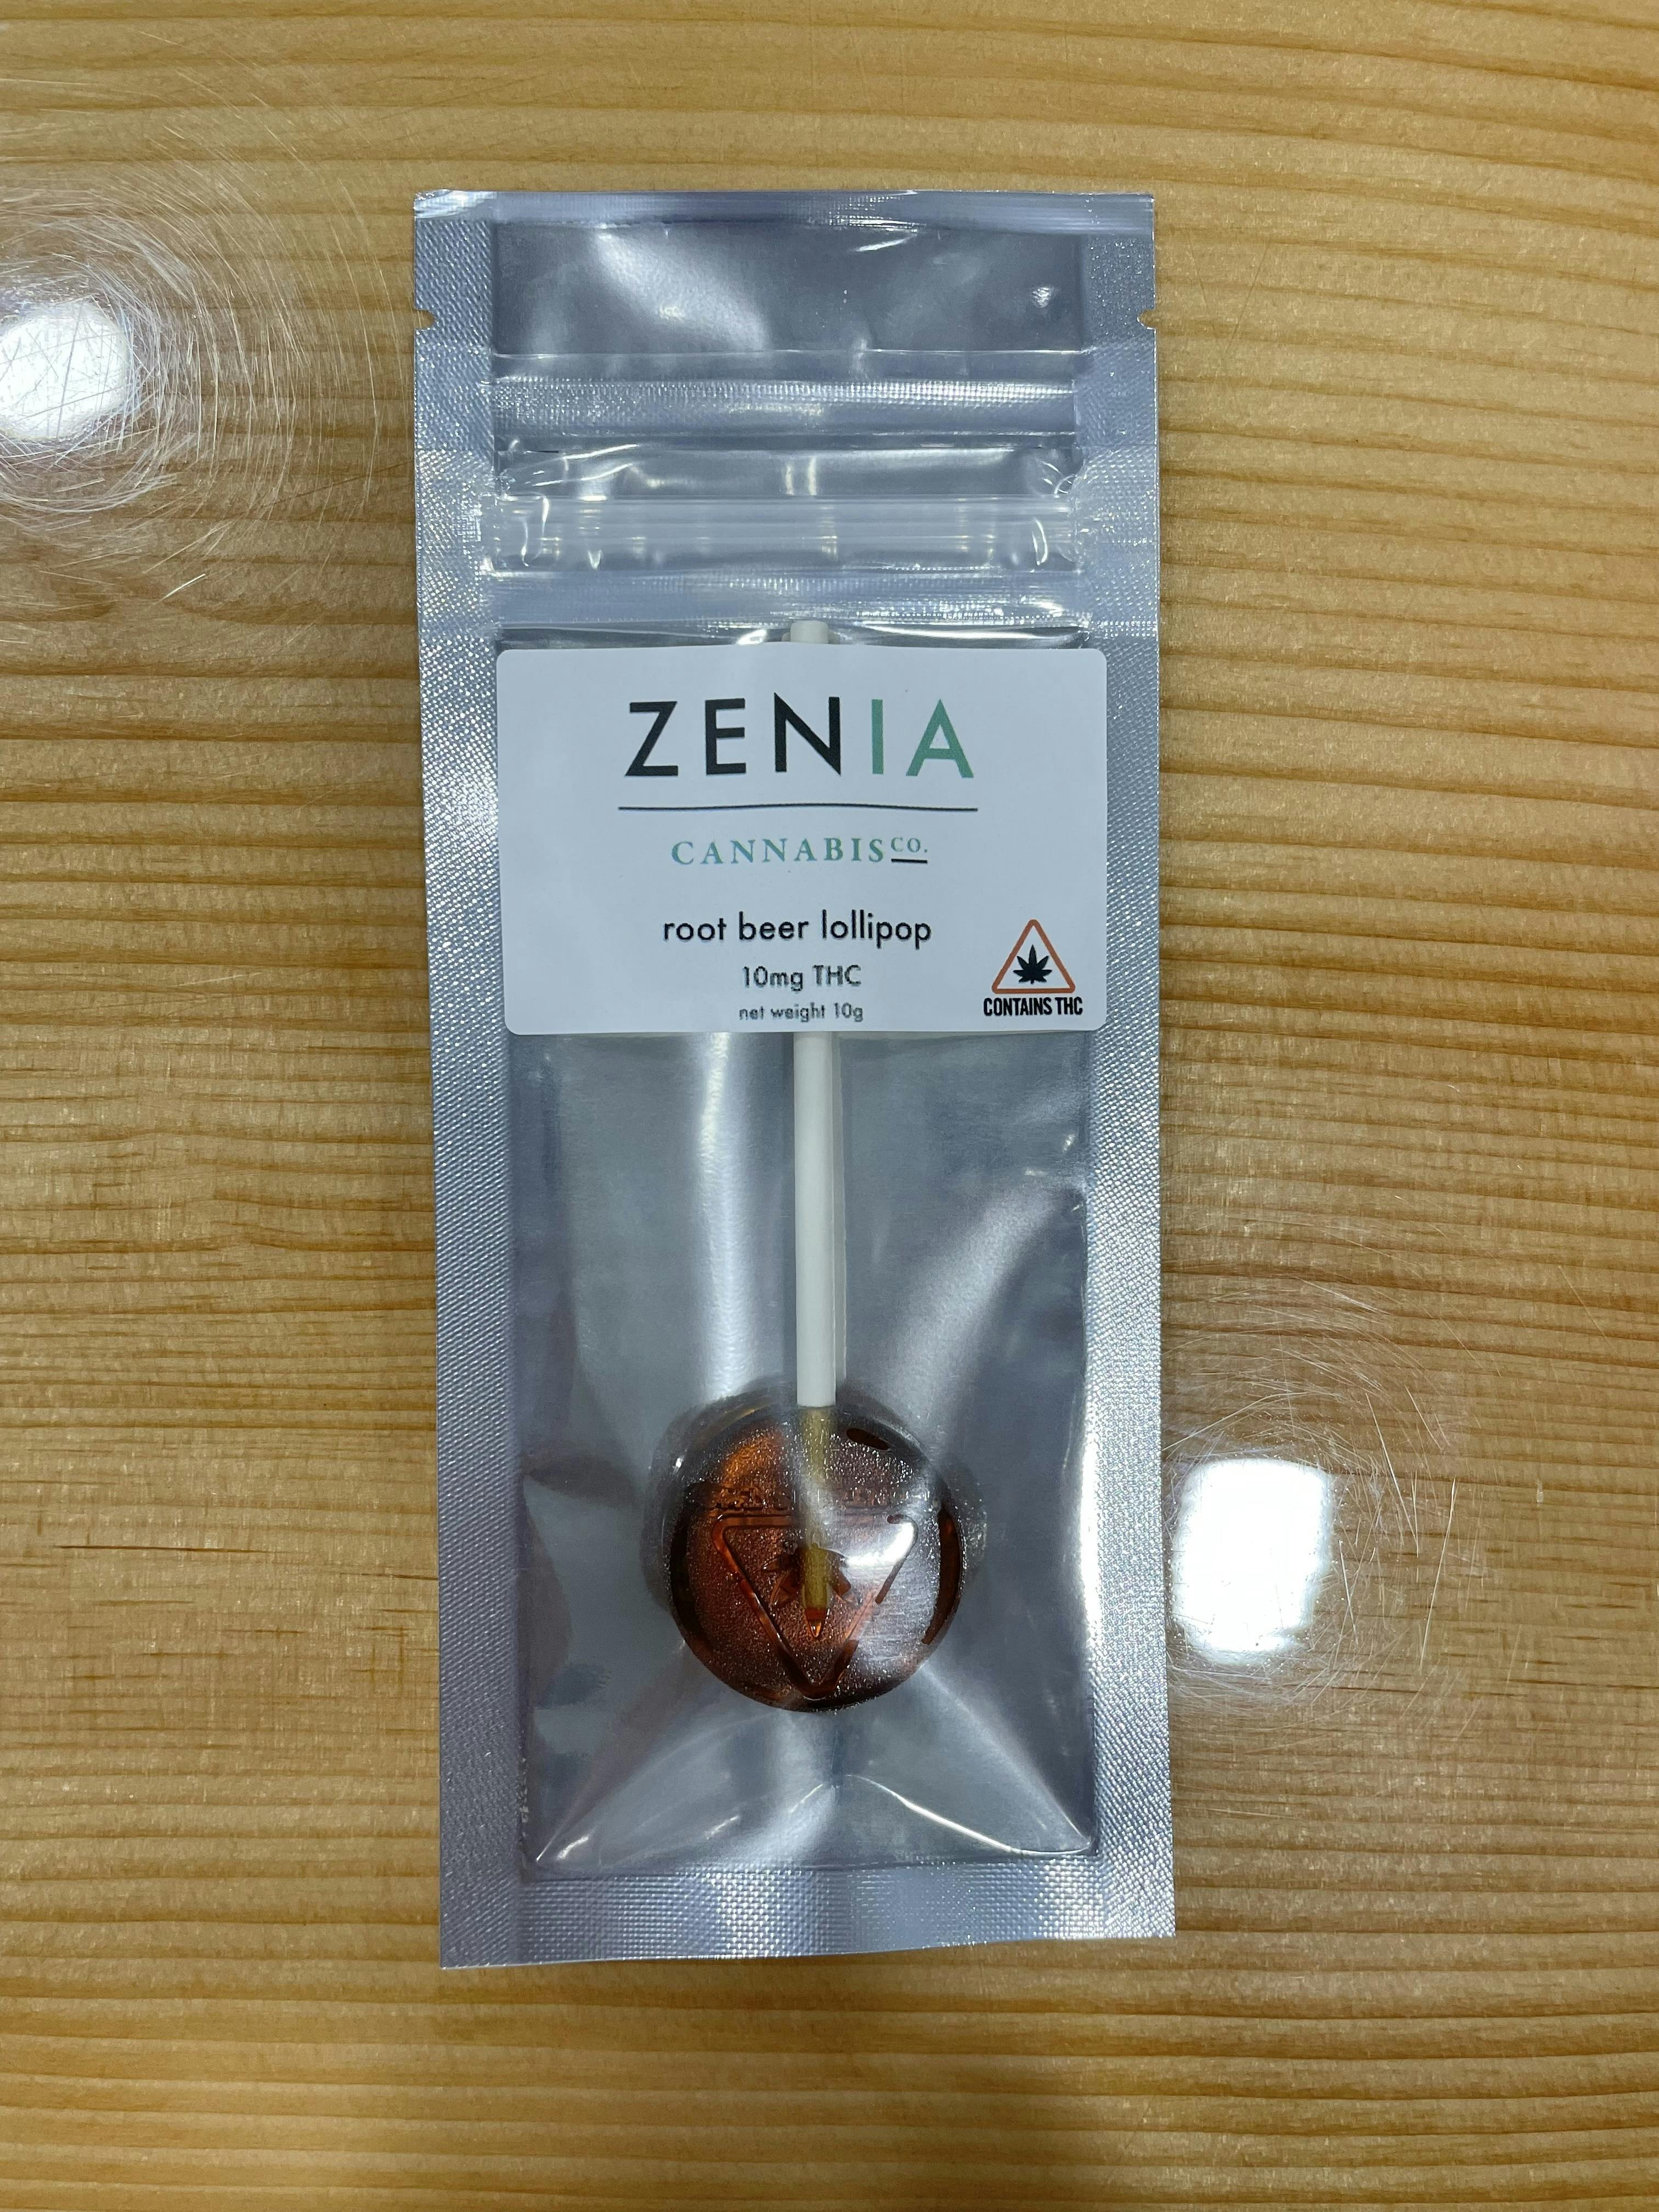 ZENIA
CANNABIS CO.
root beer lollipop
10mg THC
net weight 10g
CONTAINS THC